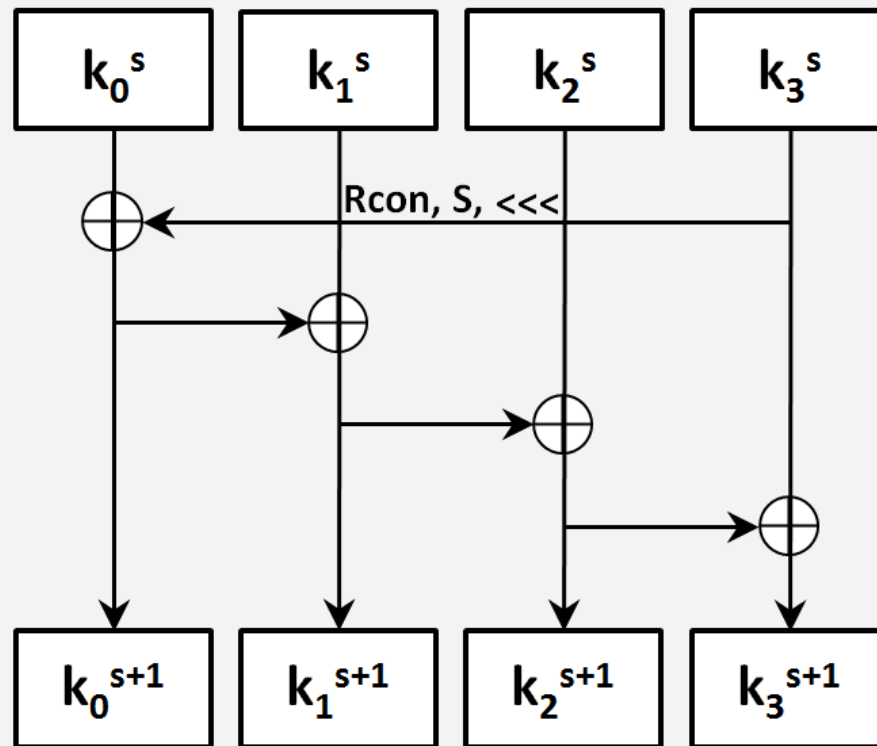 k₀ˢ k₁ˢ k₂ˢ k₃ˢ
Rcon, S, <<<
k₀ˢ⁺¹ k₁ˢ⁺¹ k₂ˢ⁺¹ k₃ˢ⁺¹